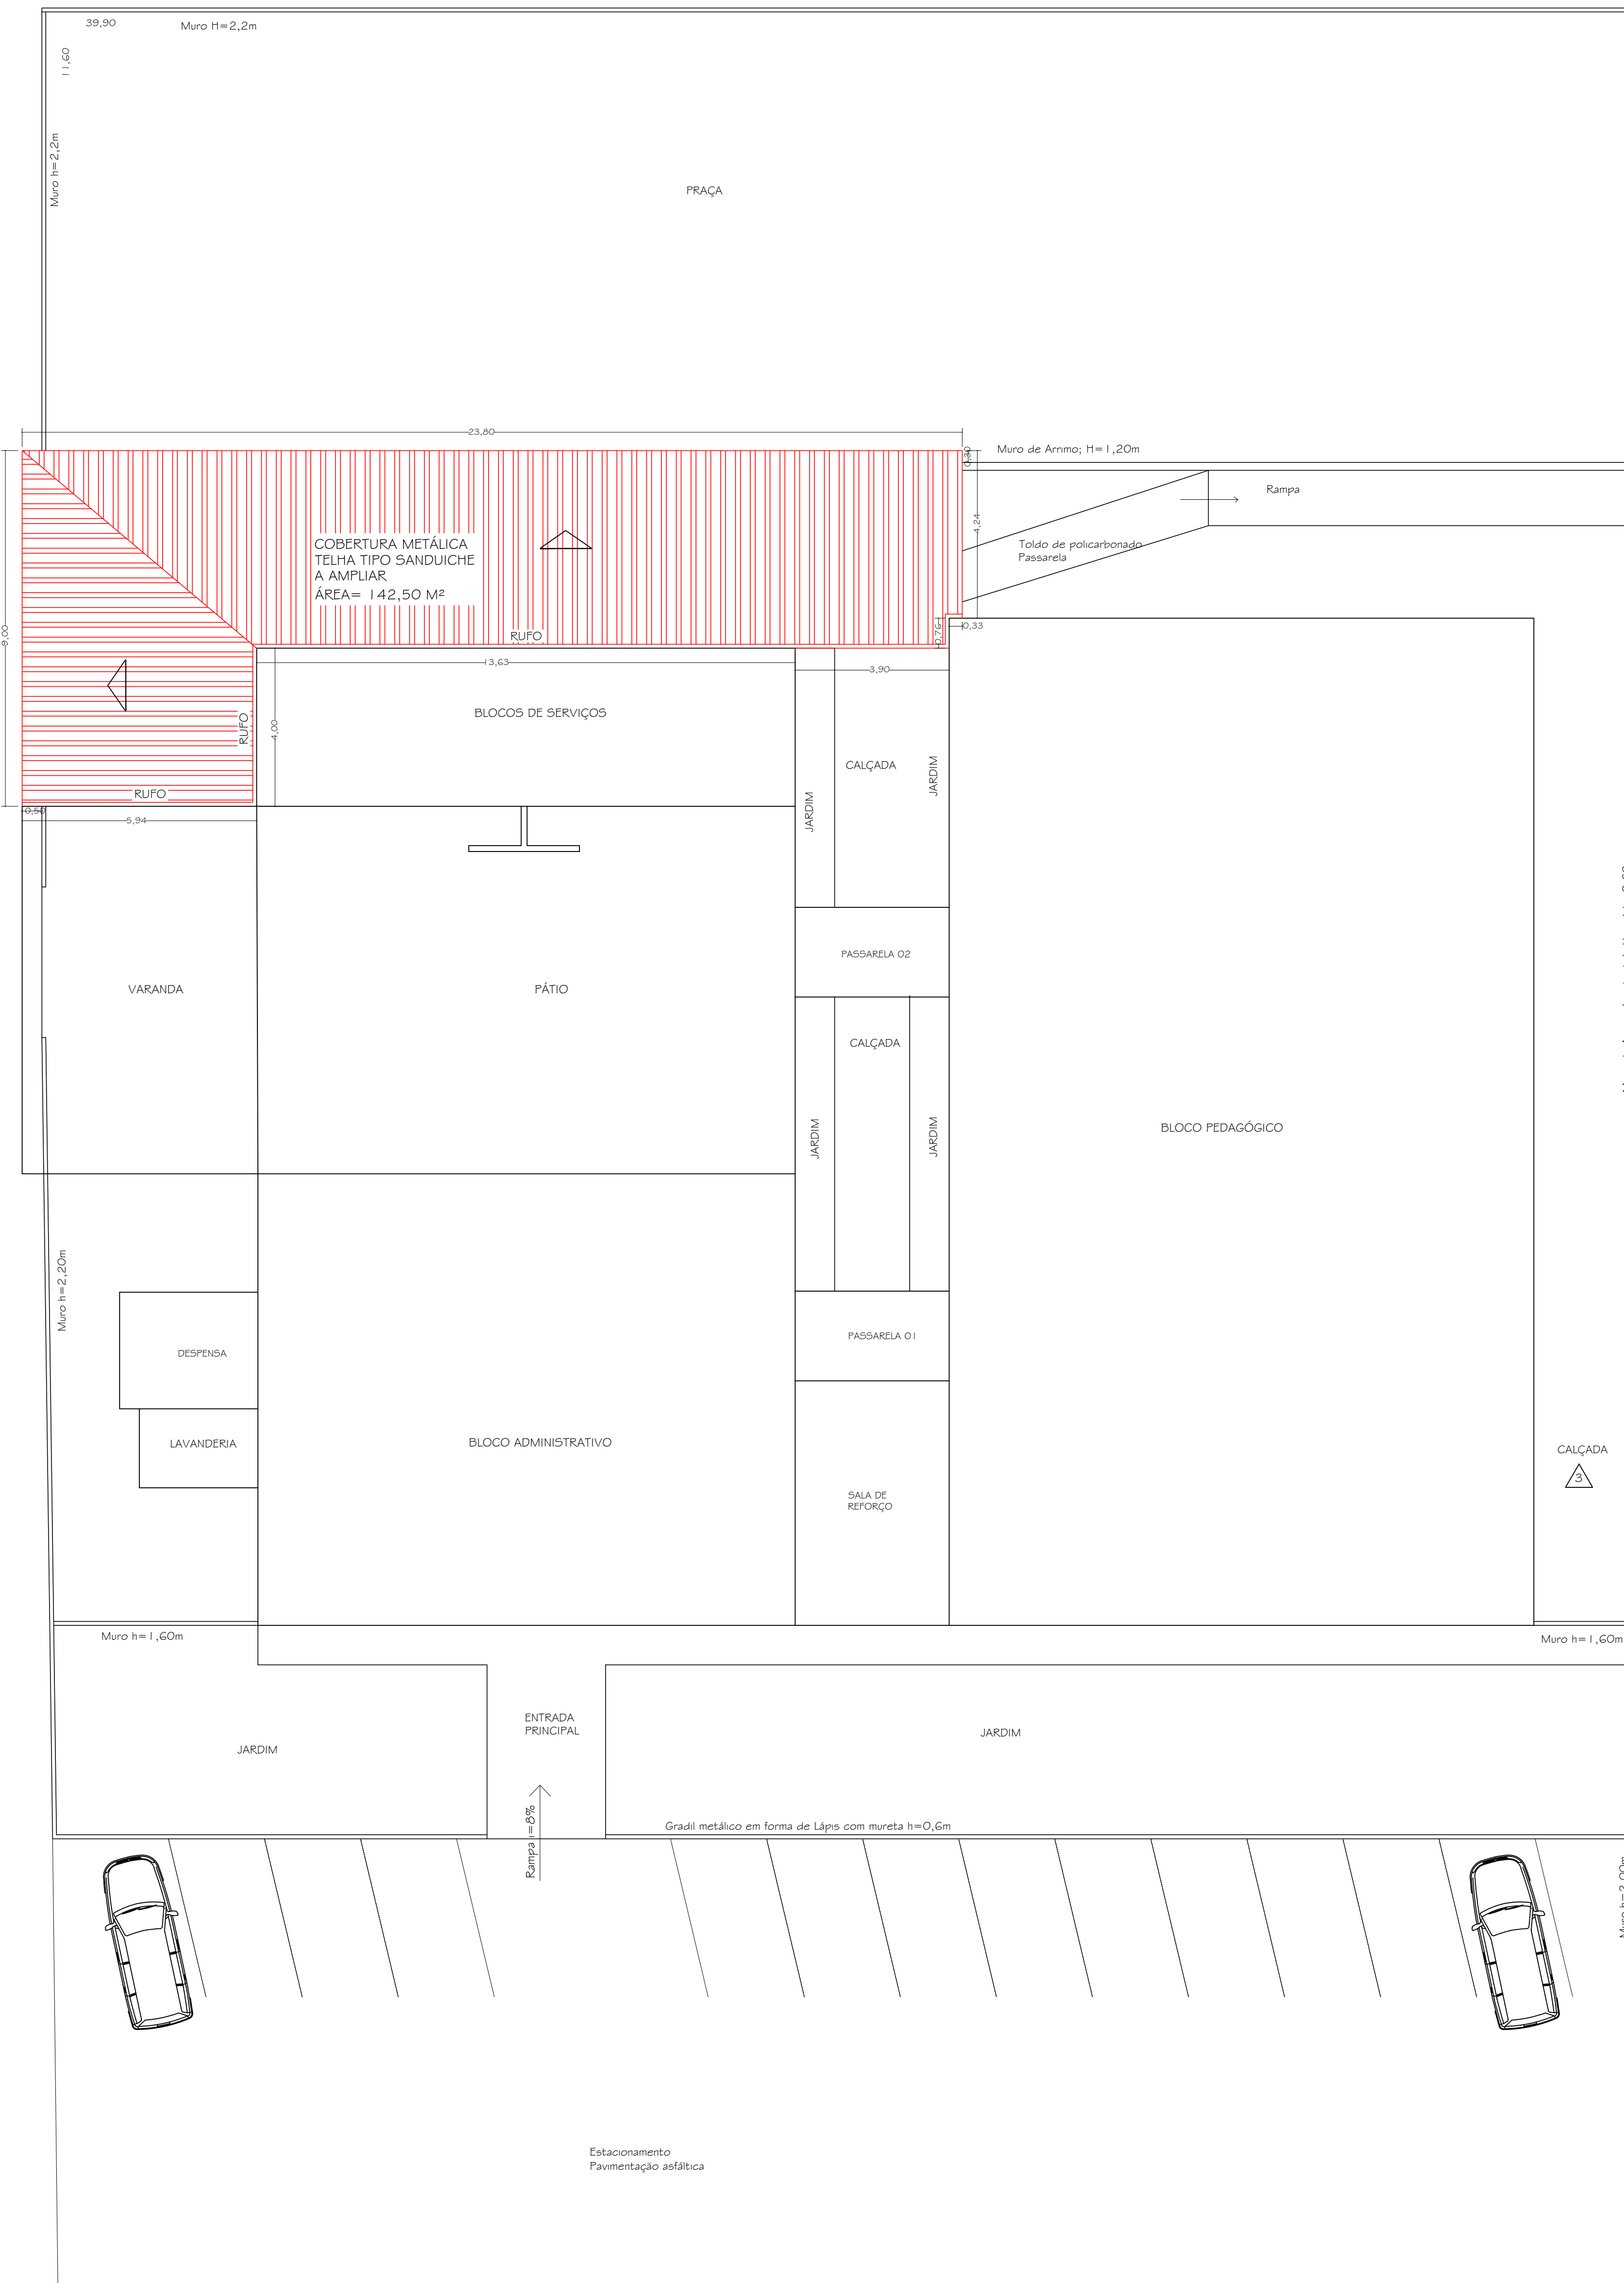 39,90
Muro H=2,2m
11,60
Muro h=2,2m
PRAÇA
23,80
Muro de Arrimo; H=1,20m
0,30
Rampa
4,24
Toldo de policarbonado
Passarela
COBERTURA METÁLICA
TELHA TIPO SANDUICHE
A AMPLIAR
ÁREA= 142,50 M²
9,00
RUFO
0,76
0,33
13,63
3,90
BLOCOS DE SERVIÇOS
RUFO
4,00
CALÇADA
JARDIM
JARDIM
RUFO
0,50
5,94
PASSARELA 02
VARANDA
PÁTIO
CALÇADA
JARDIM
JARDIM
BLOCO PEDAGÓGICO
Muro h=2,20m
PASSARELA 01
DESPENSA
LAVANDERIA
BLOCO ADMINISTRATIVO
CALÇADA
3
SALA DE
REFORÇO
Muro h=1,60m
Muro h=1,60m
ENTRADA
PRINCIPAL
JARDIM
JARDIM
Rampa i=8%
Gradil metálico em forma de Lápis com mureta h=0,6m
Estacionamento
Pavimentação asfáltica